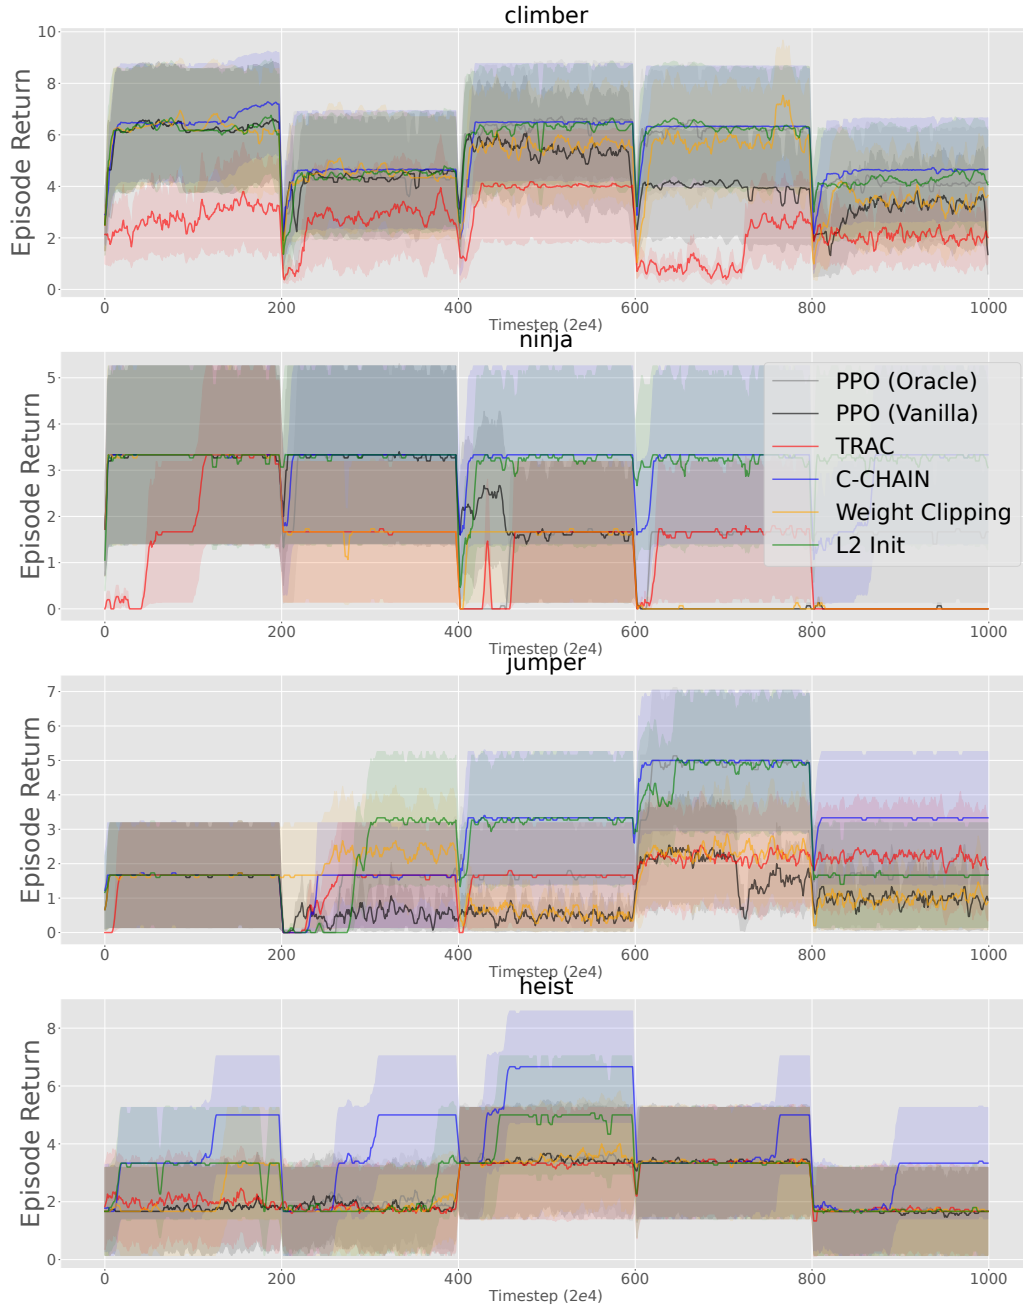 climber
Episode Return
10
8
6
4
2
0
0 200 400 600 800 1000
Timestep (2e4)
ninja
Episode Return
5
4
3
2
1
0
PPO (Oracle)
PPO (Vanilla)
TRAC
C-CHAIN
Weight Clipping
L2 Init
0 200 400 600 800 1000
Timestep (2e4)
jumper
Episode Return
7
6
5
4
3
2
1
0
0 200 400 600 800 1000
Timestep (2e4)
heist
Episode Return
8
6
4
2
0
0 200 400 600 800 1000
Timestep (2e4)